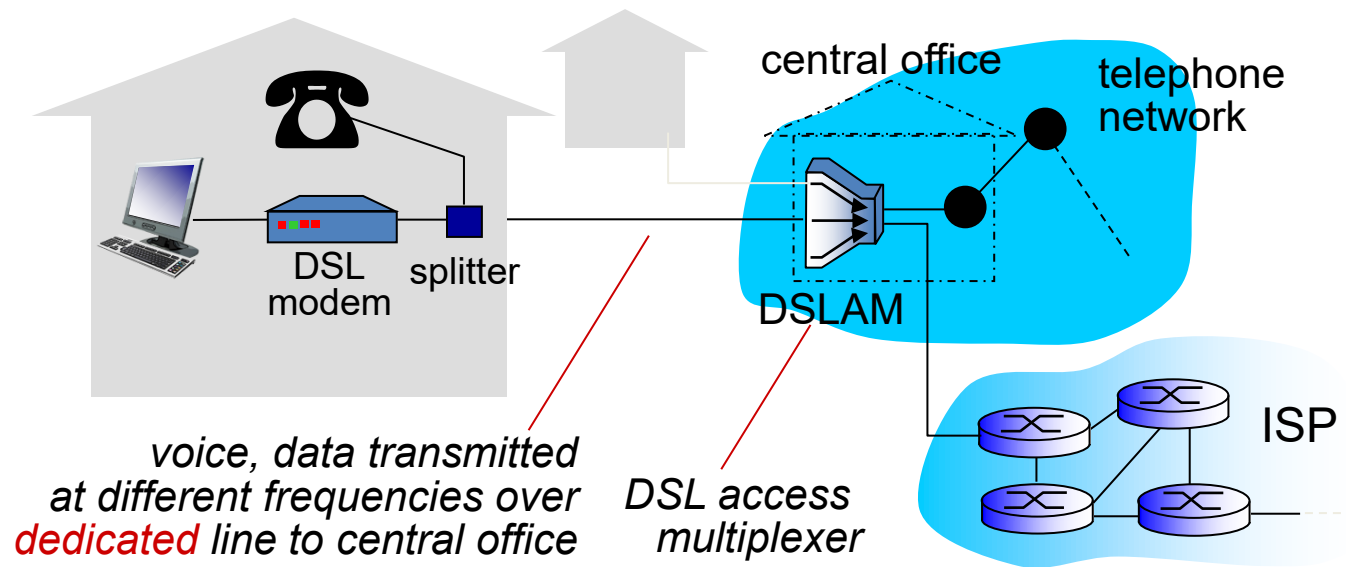 central office
telephone
network
DSL
modem
splitter
DSLAM
ISP
voice, data transmitted
at different frequencies over
dedicated line to central office
DSL access
multiplexer